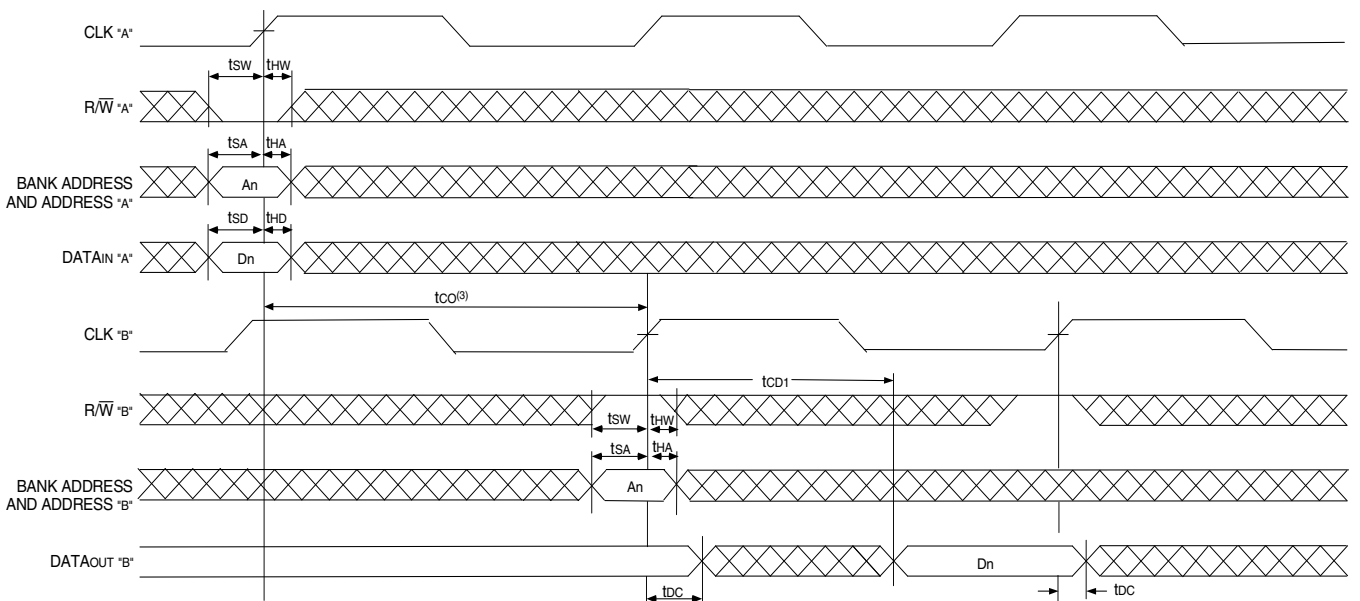 CLK "A"
tSW tHW
R/W̅ "A"
tSA tHA
BANK ADDRESS
AND ADDRESS "A"
An
tSD tHD
DATAIN "A"
Dn
tCO(3)
CLK "B"
tCD1
R/W̅ "B"
tSW tHW
tSA tHA
BANK ADDRESS
AND ADDRESS "B"
An
DATAOUT "B"
Dn
tDC
tDC